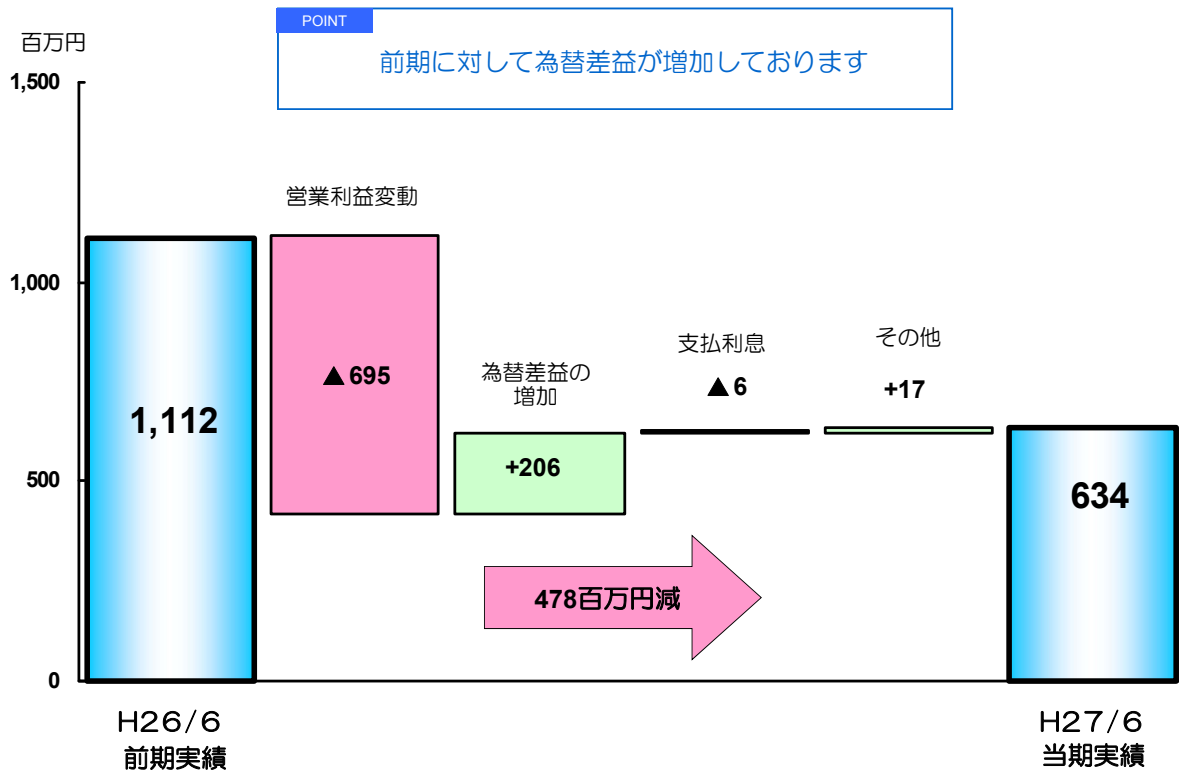 POINT
前期に対して為替差益が増加しております
百万円
1,500
1,000
500
0
営業利益変動
為替差益の
増加
支払利息
その他
1,112
▲695
+206
▲6
+17
634
478百万円減
H26/6
前期実績
H27/6
当期実績